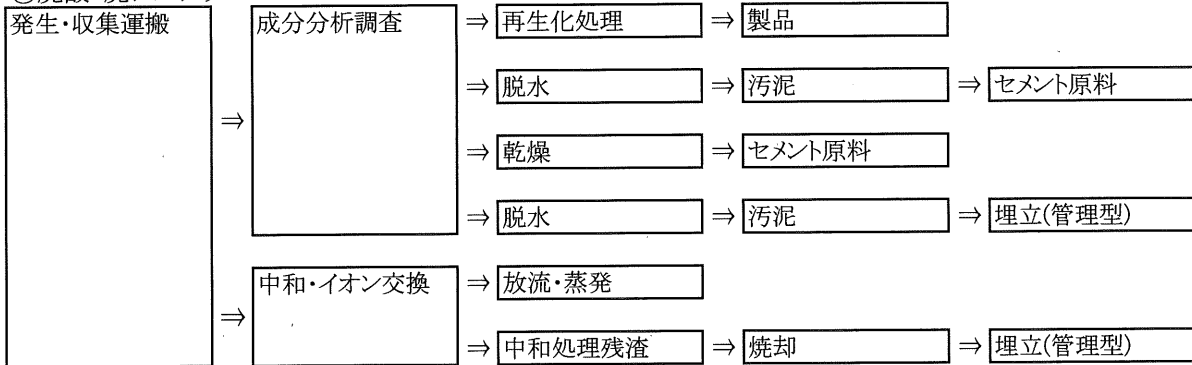 発生・収集運搬
成分分析調査 ⇒ 再生化処理 ⇒ 製品
⇒ 脱水 ⇒ 汚泥 ⇒ セメント原料
⇒
⇒ 乾燥 ⇒ セメント原料
⇒ 脱水 ⇒ 汚泥 ⇒ 埋立(管理型)
中和・イオン交換 ⇒ 放流・蒸発
⇒
⇒ 中和処理残渣 ⇒ 焼却 ⇒ 埋立(管理型)